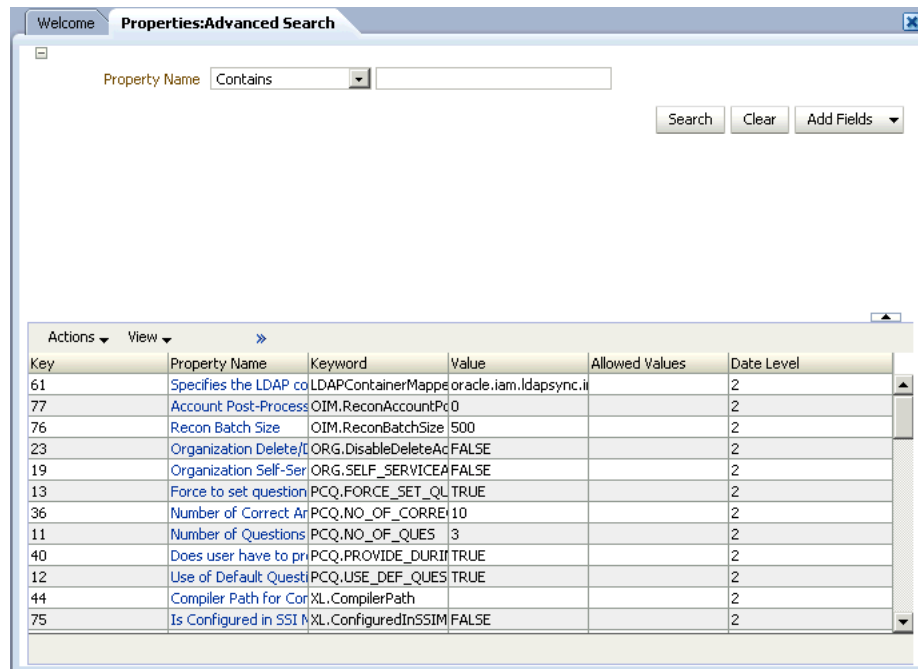 Welcome Properties:Advanced Search
Property Name Contains
Search Clear Add Fields
Actions View »
Key Property Name Keyword Value Allowed Values Date Level
61 Specifies the LDAP co LDAPContainerMappe oracle.iam.ldapsync.i 2
77 Account Post-Process OIM.ReconAccountPo 0 2
76 Recon Batch Size OIM.ReconBatchSize 500 2
23 Organization Delete/D ORG.DisableDeleteAc FALSE 2
19 Organization Self-Ser ORG.SELF_SERVICEA FALSE 2
13 Force to set question PCQ.FORCE_SET_QU TRUE 2
36 Number of Correct An PCQ.NO_OF_CORREC 10 2
11 Number of Questions PCQ.NO_OF_QUES 3 2
40 Does user have to pr PCQ.PROVIDE_DURIN TRUE 2
12 Use of Default Questi PCQ.USE_DEF_QUES TRUE 2
44 Compiler Path for Con XL.CompilerPath 2
75 Is Configured in SSI M XL.ConfiguredInSSIM FALSE 2